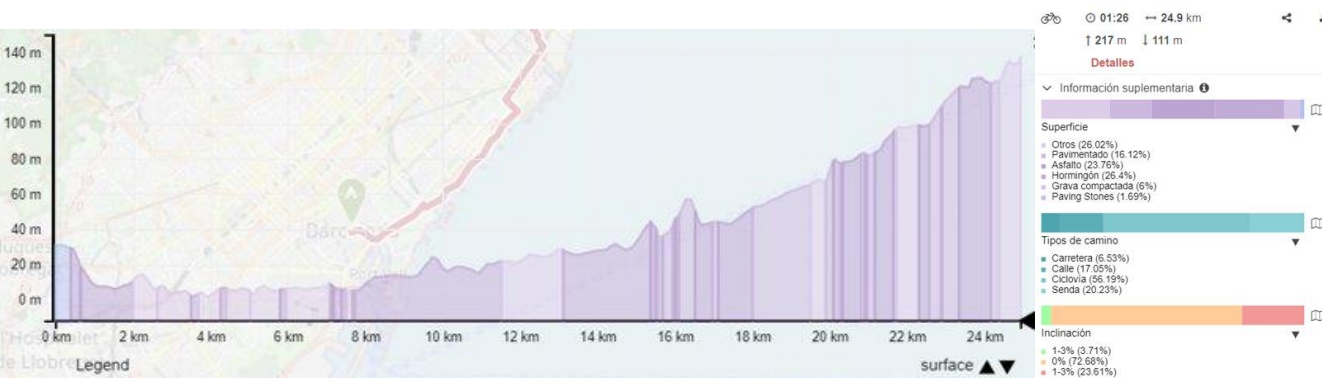 140 m
120 m
100 m
80 m
60 m
40 m
20 m
0 m
0 km 2 km 4 km 6 km 8 km 10 km 12 km 14 km 16 km 18 km 20 km 22 km 24 km
Legend
surface ▲▼
01:26 ↔ 24.9 km
↑ 217 m ↓ 111 m
Detalles
Información suplementaria
Superficie
Otros (26.02%)
Pavimentado (16.12%)
Asfalto (23.76%)
Hormingón (26.4%)
Grava compactada (6%)
Paving Stones (1.69%)
Tipos de camino
Carretera (6.53%)
Calle (17.05%)
Ciclovía (56.19%)
Senda (20.23%)
Inclinación
1-3% (3.71%)
0% (72.68%)
1-3% (23.61%)